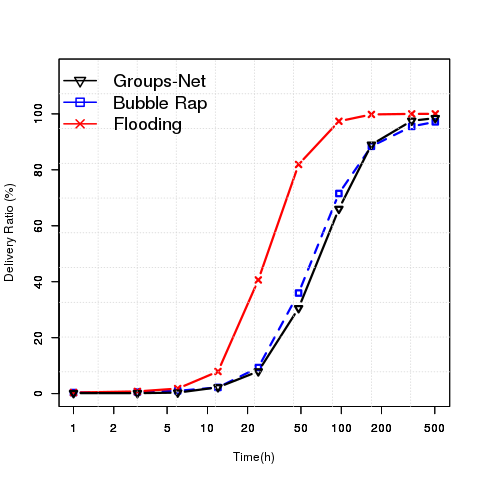 Groups-Net
Bubble Rap
Flooding
Delivery Ratio (%)
100
80
60
40
20
0
1 2 5 10 20 50 100 200 500
Time(h)